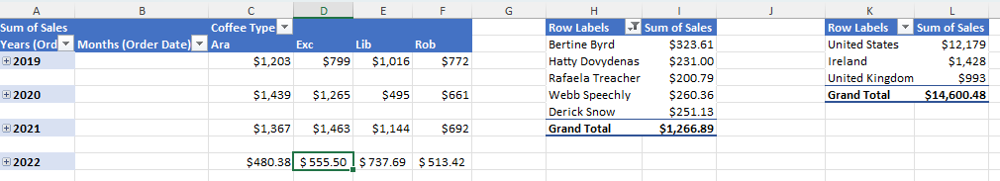 A B C D E F G H I J K L
Sum of Sales Coffee Type Row Labels Sum of Sales Row Labels Sum of Sales
Years (Ord Months (Order Date) Ara Exc Lib Rob Bertine Byrd $323.61 United States $12,179
2019 $1,203 $799 $1,016 $772 Hatty Dovydenas $231.00 Ireland $1,428
Rafaela Treacher $200.79 United Kingdom $993
2020 $1,439 $1,265 $495 $661 Webb Speechly $260.36 Grand Total $14,600.48
Derick Snow $251.13
2021 $1,367 $1,463 $1,144 $692 Grand Total $1,266.89
2022 $480.38 $555.50 $737.69 $513.42